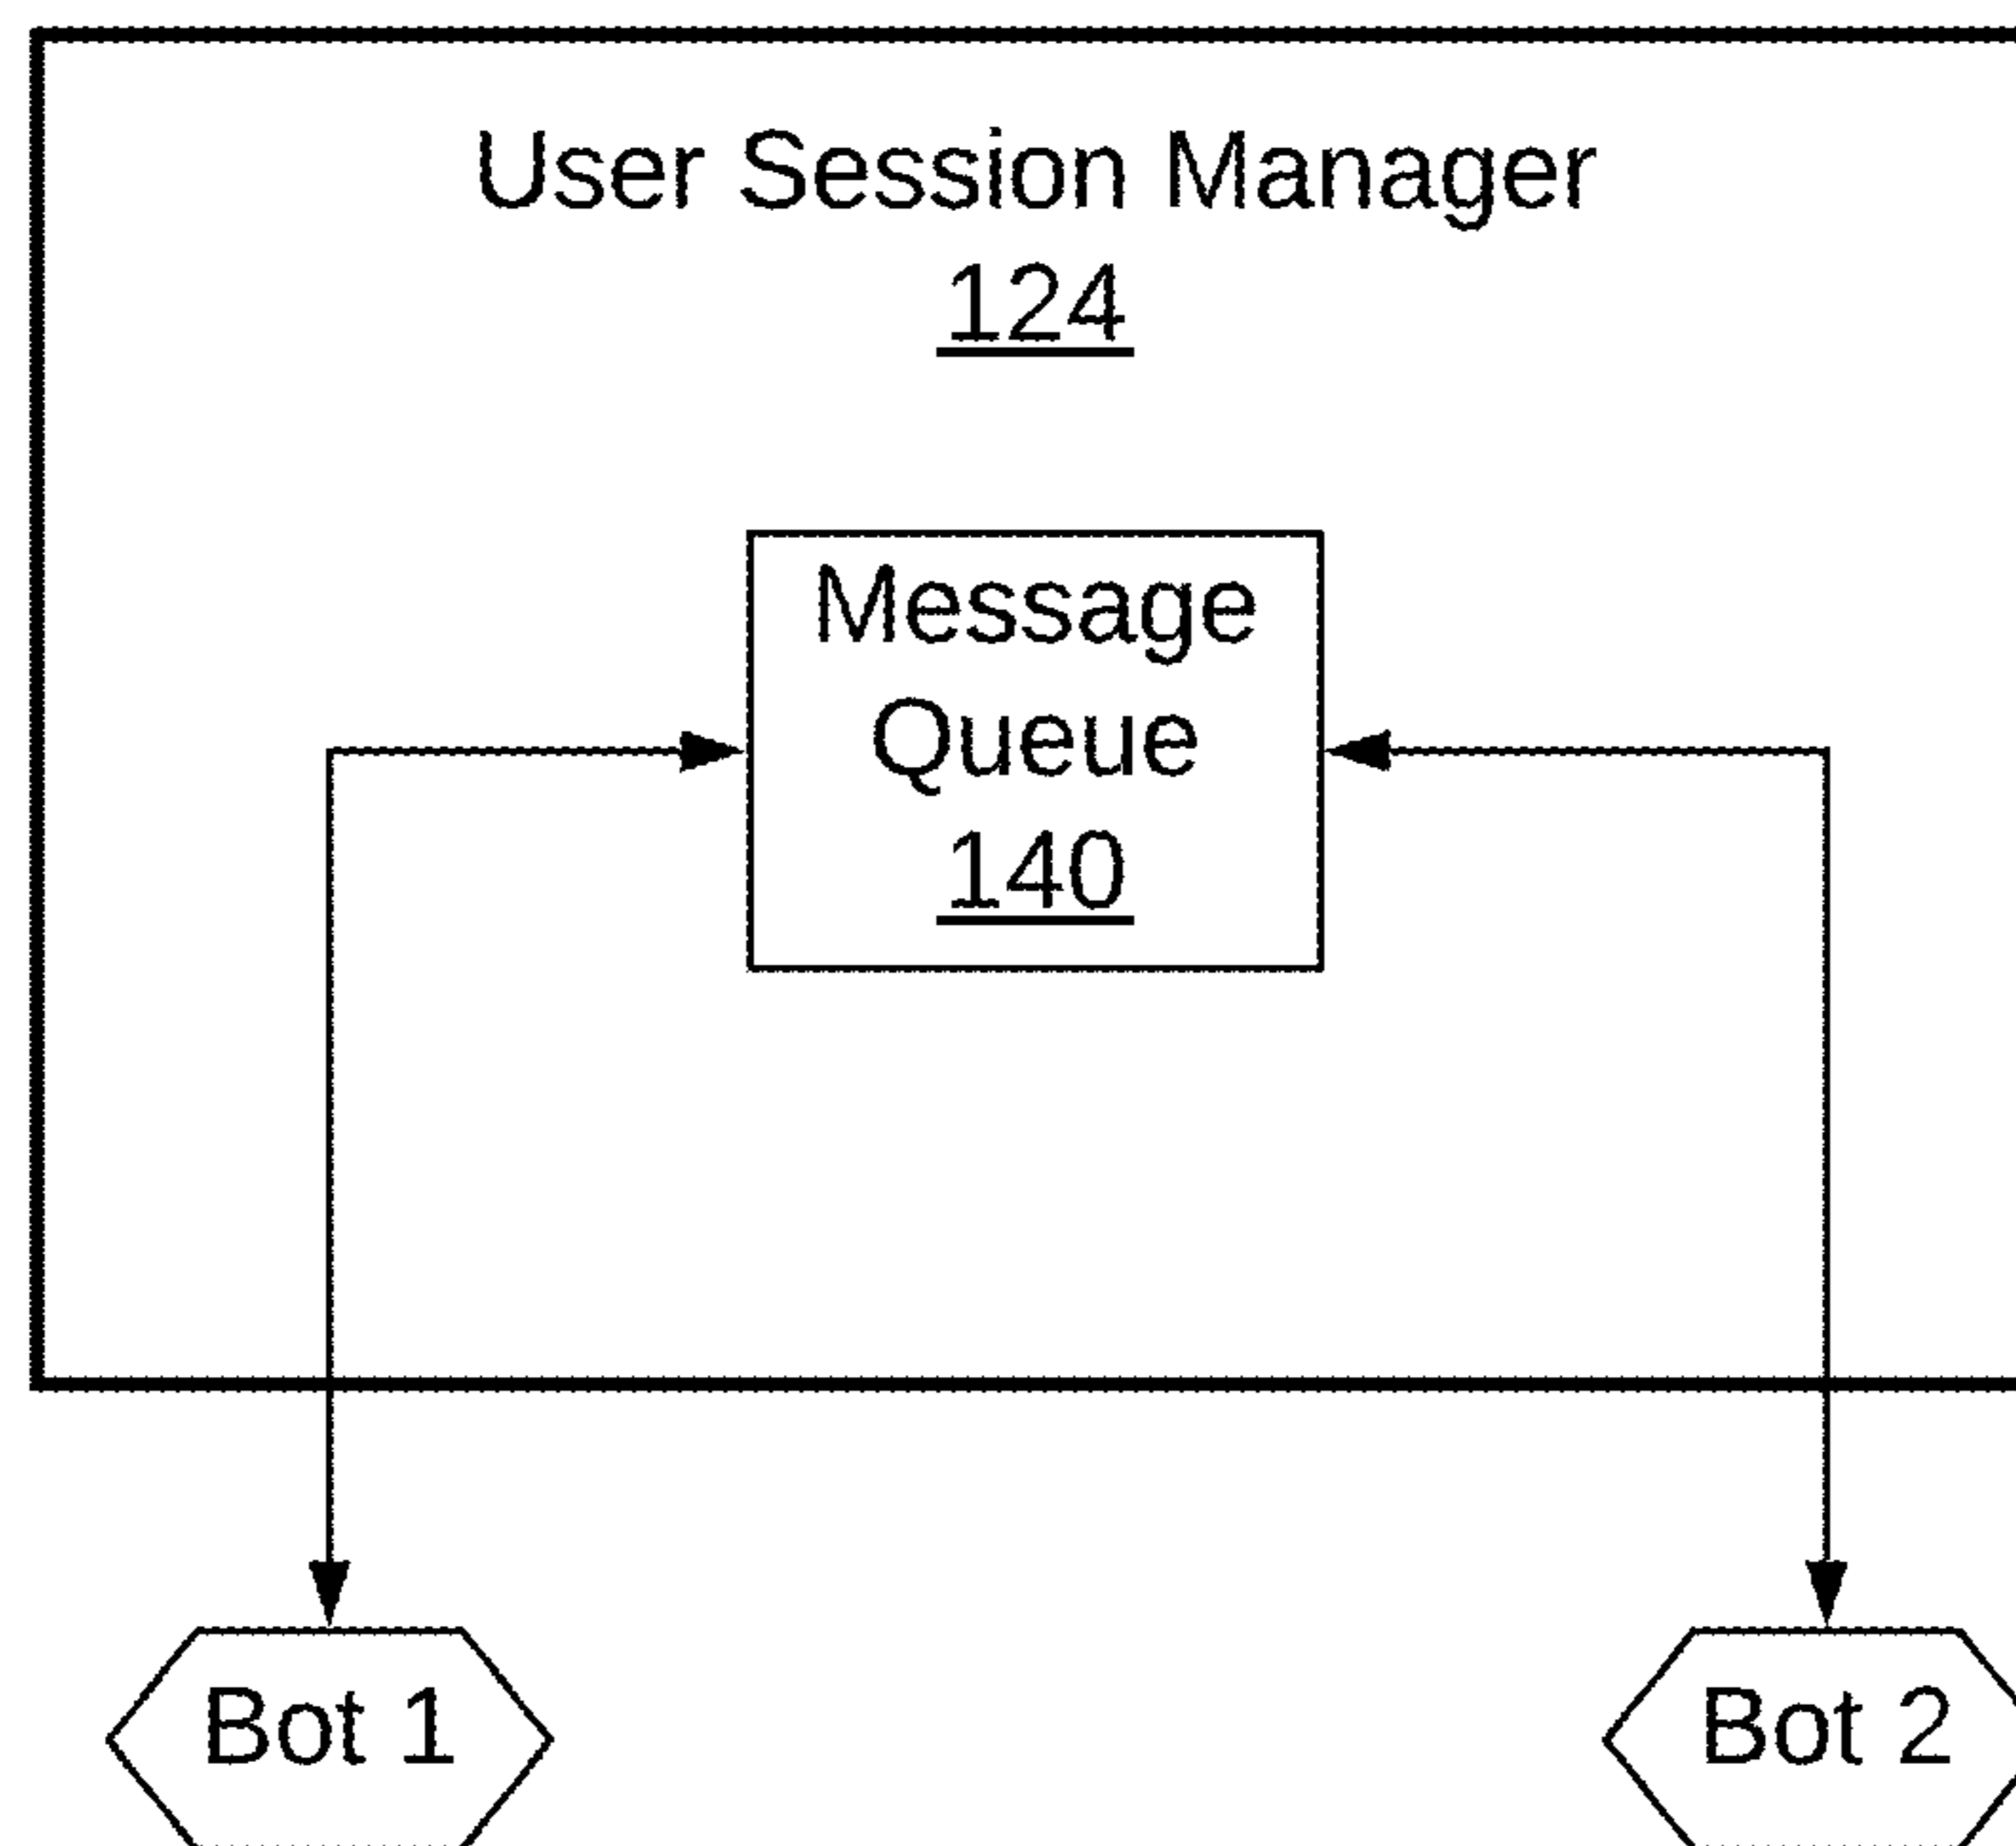 User Session Manager
124
Message
Queue
140
Bot 1
Bot 2